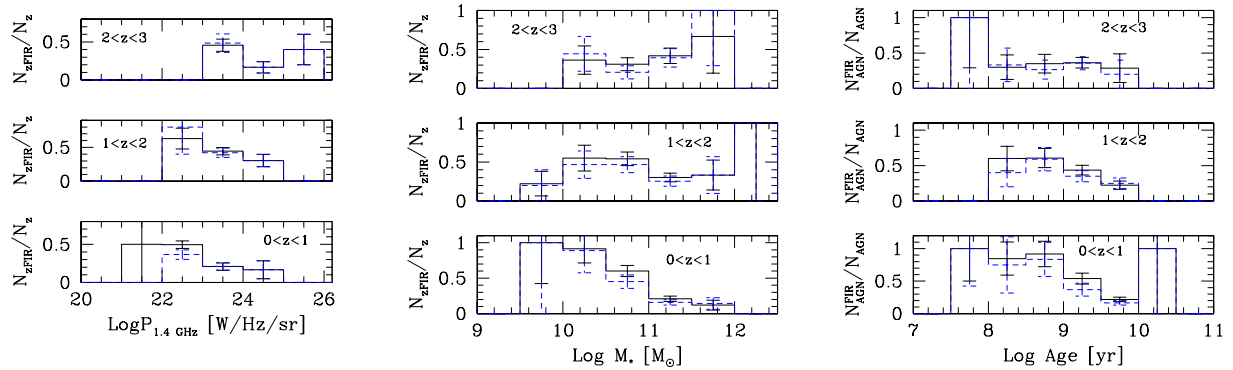 N_zFIR/N_z
0.5
0
2<z<3
N_zFIR/N_z
0.5
0
1<z<2
N_zFIR/N_z
0.5
0
0<z<1
20 22 24 26
LogP_1.4 GHz [W/Hz/sr]
N_zFIR/N_z
1
0.5
0
2<z<3
N_zFIR/N_z
1
0.5
0
1<z<2
N_zFIR/N_z
1
0.5
0
0<z<1
9 10 11 12
Log M_* [M_⊙]
N^FIR_AGN/N_AGN
1
0.5
0
2<z<3
N^FIR_AGN/N_AGN
1
0.5
0
1<z<2
N^FIR_AGN/N_AGN
1
0.5
0
0<z<1
7 8 9 10 11
Log Age [yr]